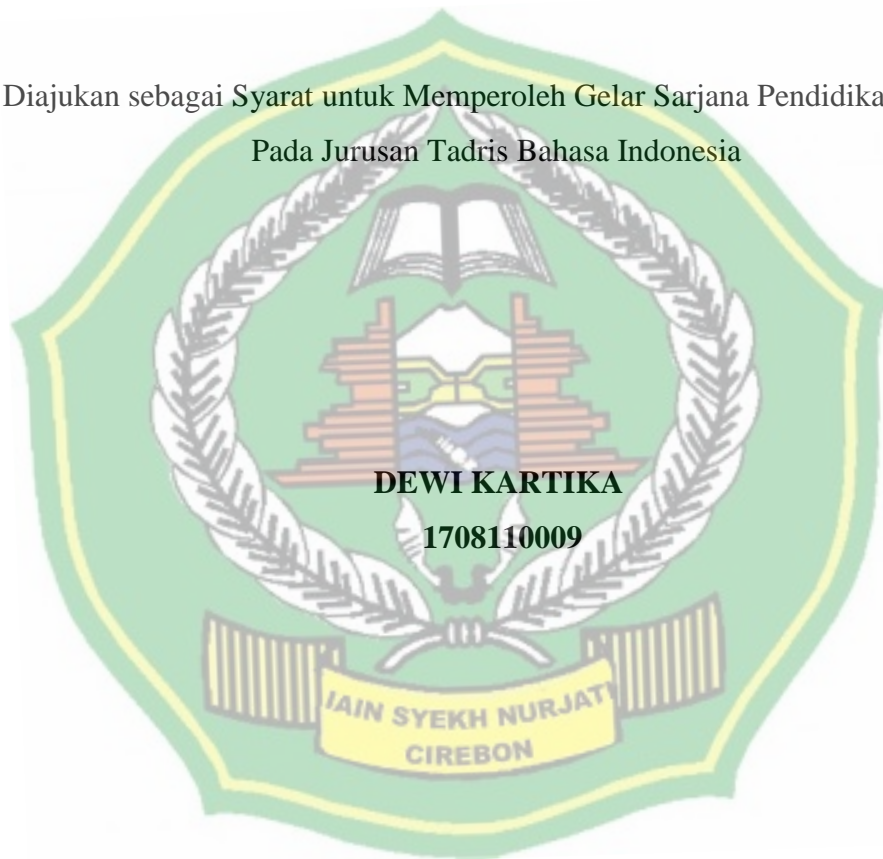 Diajukan sebagai Syarat untuk Memperoleh Gelar Sarjana Pendidika
Pada Jurusan Tadris Bahasa Indonesia
DEWI KARTIKA
1708110009
IAIN SYEKH NURJATI
CIREBON